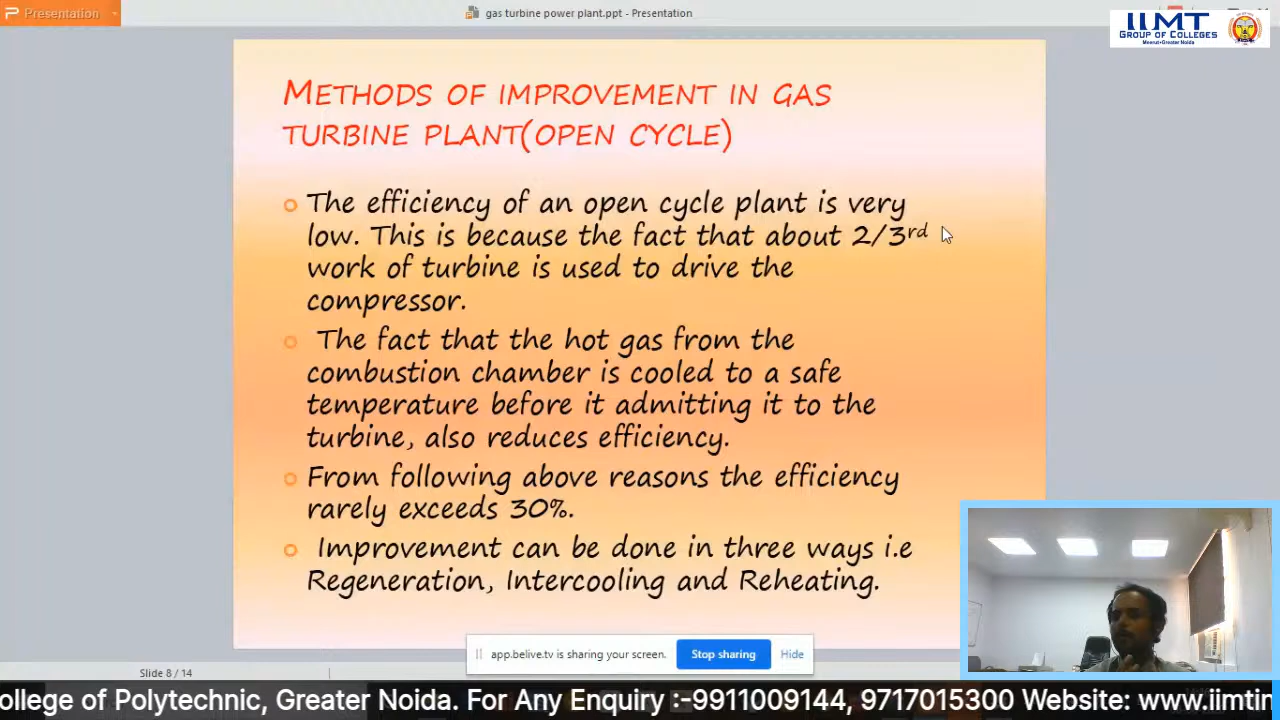 Presentation
gas turbine power plant.ppt - Presentation
IIMT
GROUP OF COLLEGES
Meerut•Greater Noida
METHODS OF IMPROVEMENT IN GAS
TURBINE PLANT(OPEN CYCLE)
The efficiency of an open cycle plant is very
low. This is because the fact that about 2/3rd
work of turbine is used to drive the
compressor.
The fact that the hot gas from the
combustion chamber is cooled to a safe
temperature before it admitting it to the
turbine, also reduces efficiency.
From following above reasons the efficiency
rarely exceeds 30%.
Improvement can be done in three ways i.e
Regeneration, Intercooling and Reheating.
app.belive.tv is sharing your screen.
Stop sharing
Hide
Slide 8 / 14
ollege of Polytechnic, Greater Noida. For Any Enquiry :-9911009144, 9717015300 Website: www.iimtin